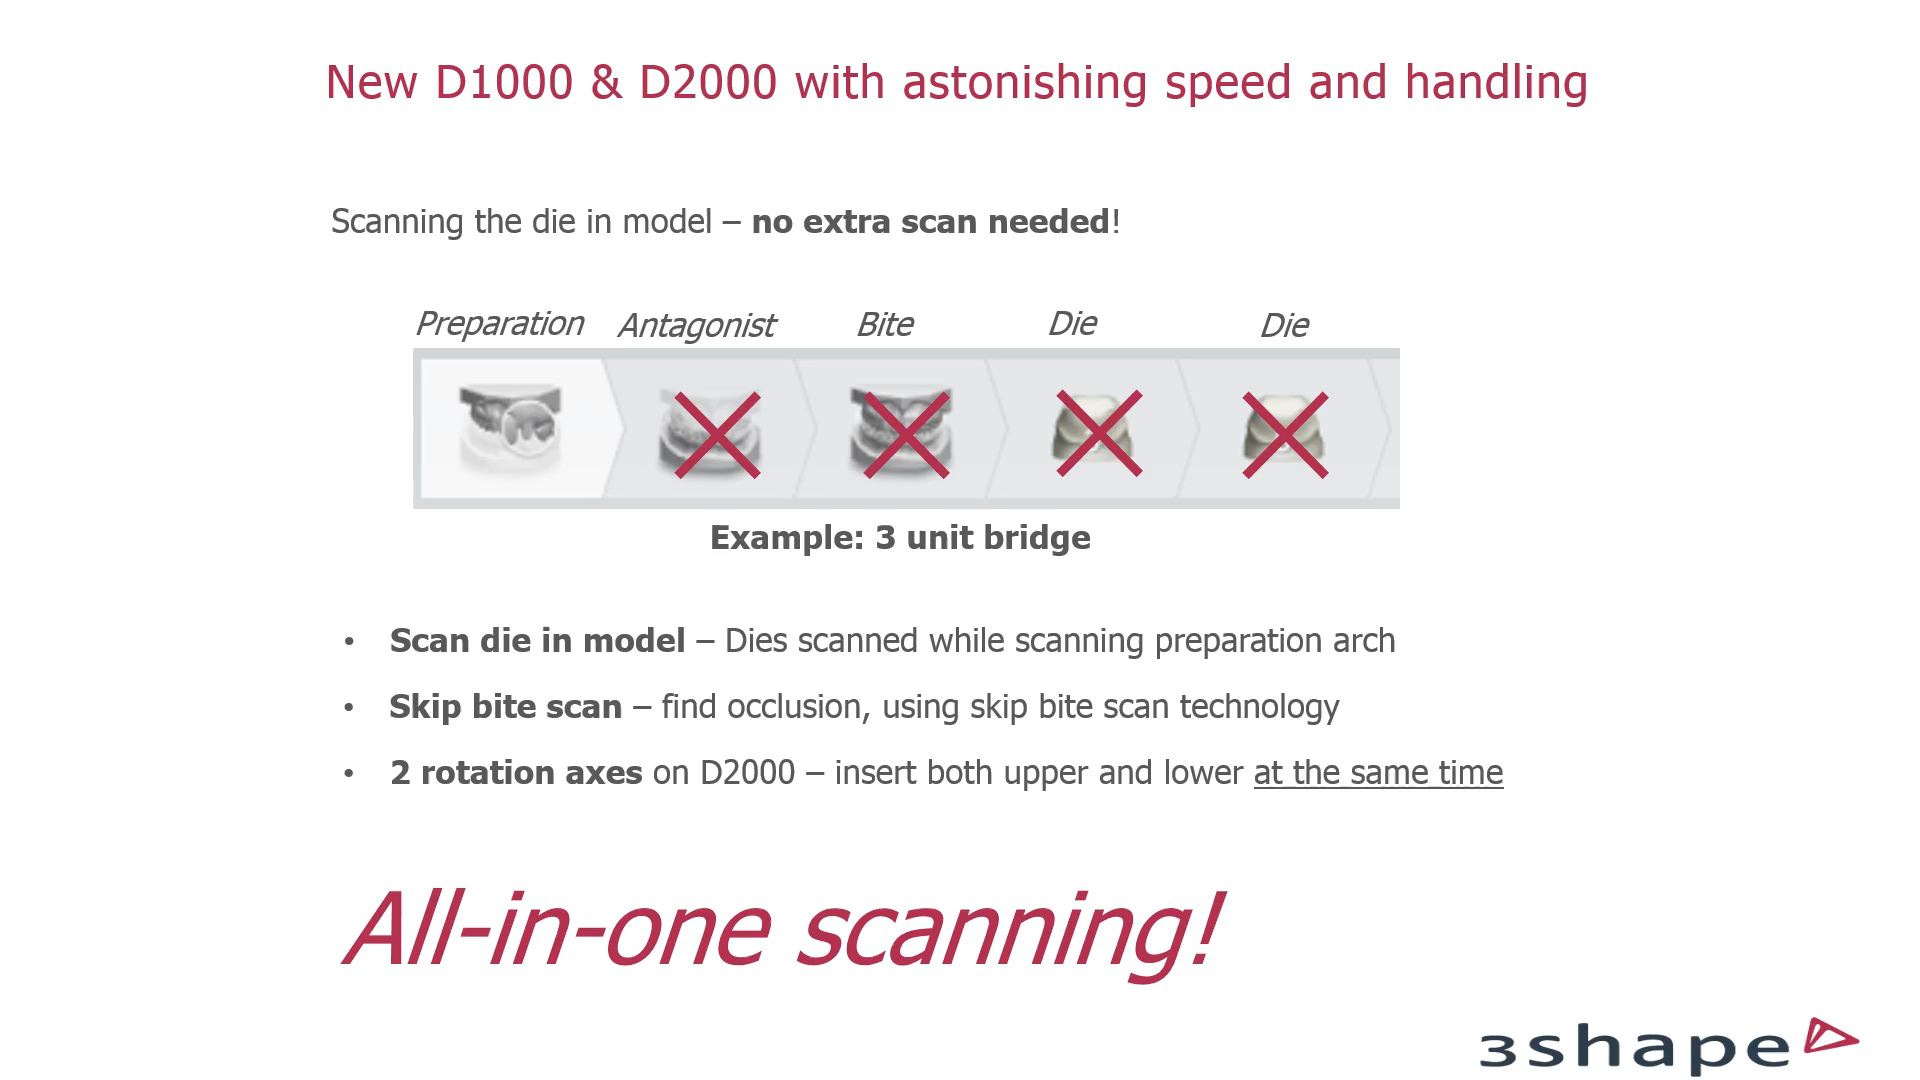 New D1000 & D2000 with astonishing speed and handling
Scanning the die in model – no extra scan needed!
Preparation Antagonist Bite Die Die
Example: 3 unit bridge
• Scan die in model – Dies scanned while scanning preparation arch
• Skip bite scan – find occlusion, using skip bite scan technology
• 2 rotation axes on D2000 – insert both upper and lower at the same time
All-in-one scanning!
3shape